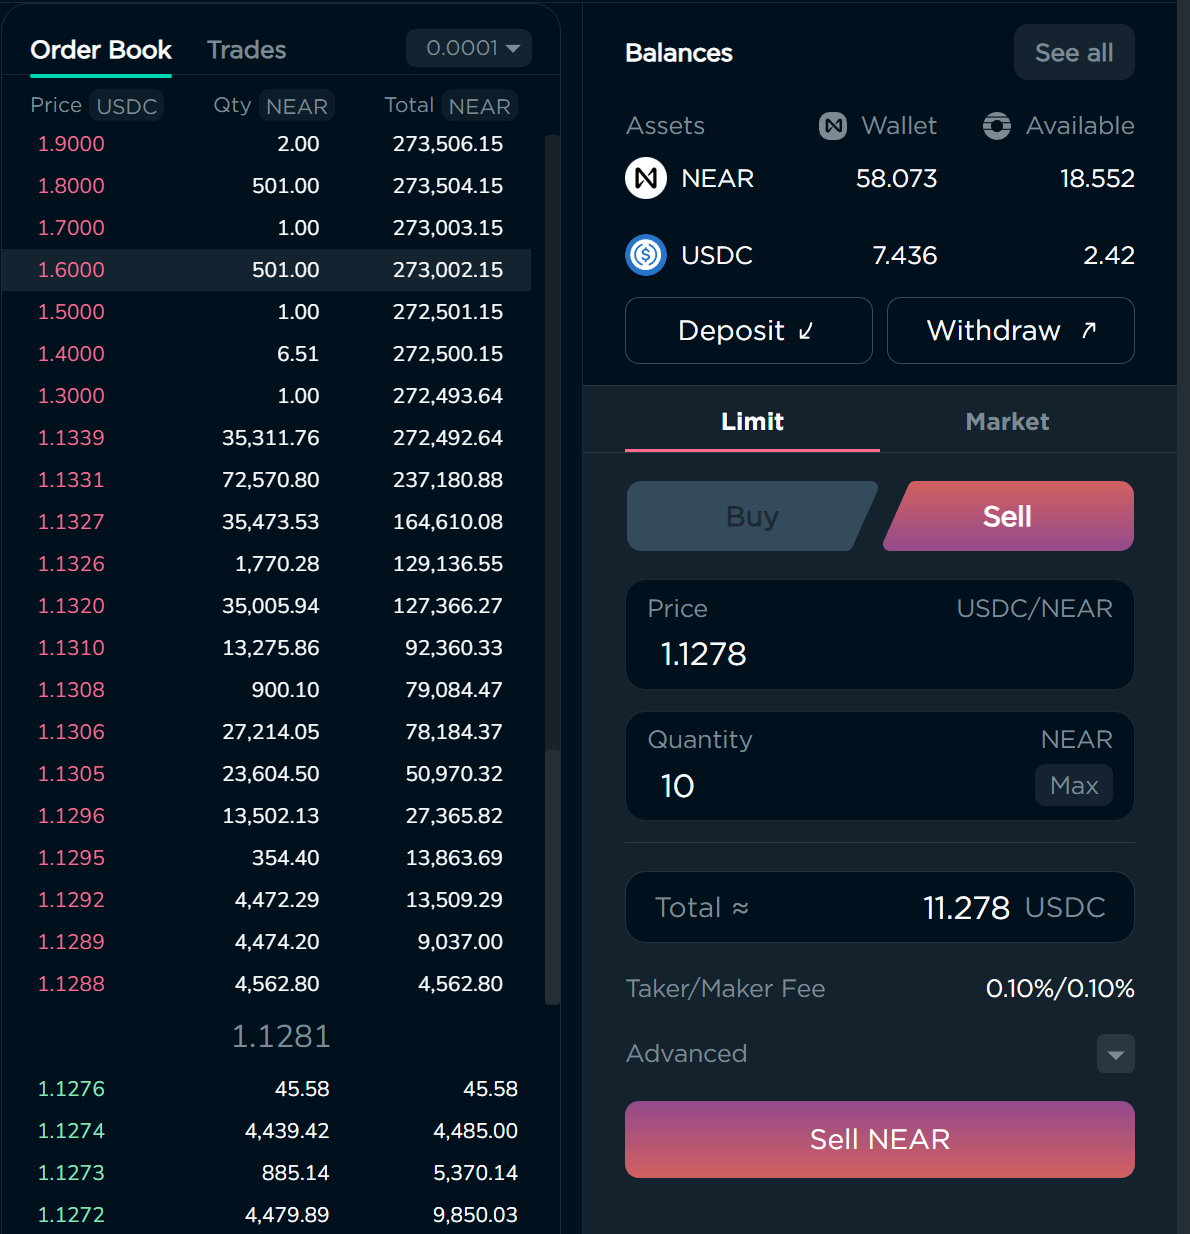 Order Book Trades 0.0001
Price USDC Qty NEAR Total NEAR
1.9000 2.00 273,506.15
1.8000 501.00 273,504.15
1.7000 1.00 273,003.15
1.6000 501.00 273,002.15
1.5000 1.00 272,501.15
1.4000 6.51 272,500.15
1.3000 1.00 272,493.64
1.1339 35,311.76 272,492.64
1.1331 72,570.80 237,180.88
1.1327 35,473.53 164,610.08
1.1326 1,770.28 129,136.55
1.1320 35,005.94 127,366.27
1.1310 13,275.86 92,360.33
1.1308 900.10 79,084.47
1.1306 27,214.05 78,184.37
1.1305 23,604.50 50,970.32
1.1296 13,502.13 27,365.82
1.1295 354.40 13,863.69
1.1292 4,472.29 13,509.29
1.1289 4,474.20 9,037.00
1.1288 4,562.80 4,562.80
1.1281
1.1276 45.58 45.58
1.1274 4,439.42 4,485.00
1.1273 885.14 5,370.14
1.1272 4,479.89 9,850.03
Balances See all
Assets Wallet Available
NEAR 58.073 18.552
USDC 7.436 2.42
Deposit Withdraw
Limit Market
Buy Sell
Price USDC/NEAR
1.1278
Quantity NEAR
10 Max
Total ≈ 11.278 USDC
Taker/Maker Fee 0.10%/0.10%
Advanced
Sell NEAR